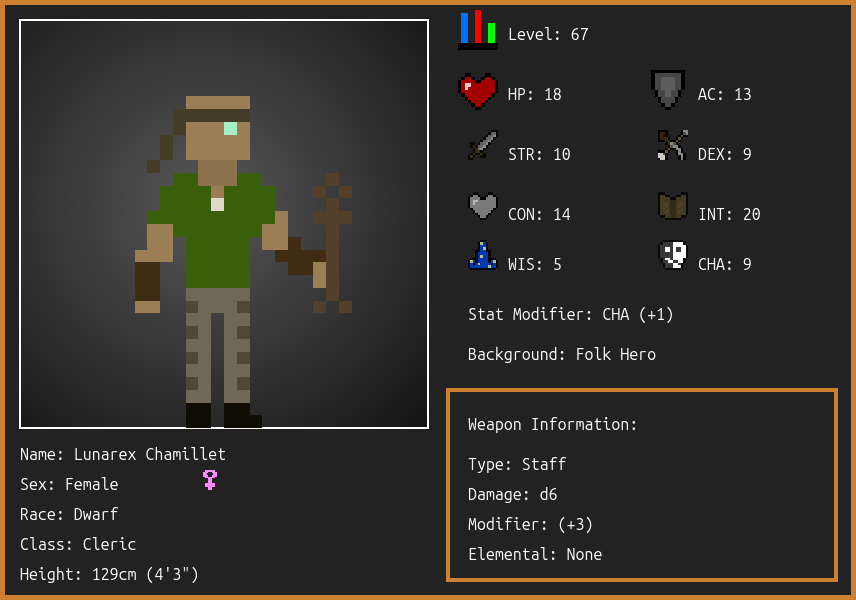 Level: 67
HP: 18
AC: 13
STR: 10
DEX: 9
CON: 14
INT: 20
WIS: 5
CHA: 9
Stat Modifier: CHA (+1)
Background: Folk Hero
Weapon Information:
Type: Staff
Damage: d6
Modifier: (+3)
Elemental: None
Name: Lunarex Chamillet
Sex: Female
Race: Dwarf
Class: Cleric
Height: 129cm (4'3")